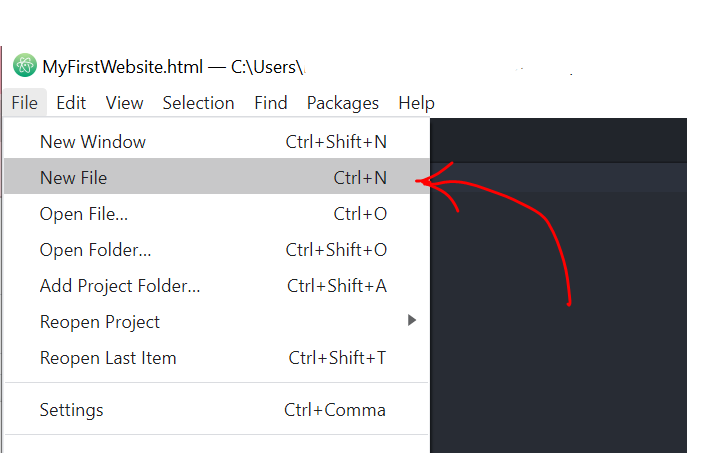 MyFirstWebsite.html — C:\Users\
File Edit View Selection Find Packages Help
New Window Ctrl+Shift+N
New File Ctrl+N
Open File... Ctrl+O
Open Folder... Ctrl+Shift+O
Add Project Folder... Ctrl+Shift+A
Reopen Project
Reopen Last Item Ctrl+Shift+T
Settings Ctrl+Comma